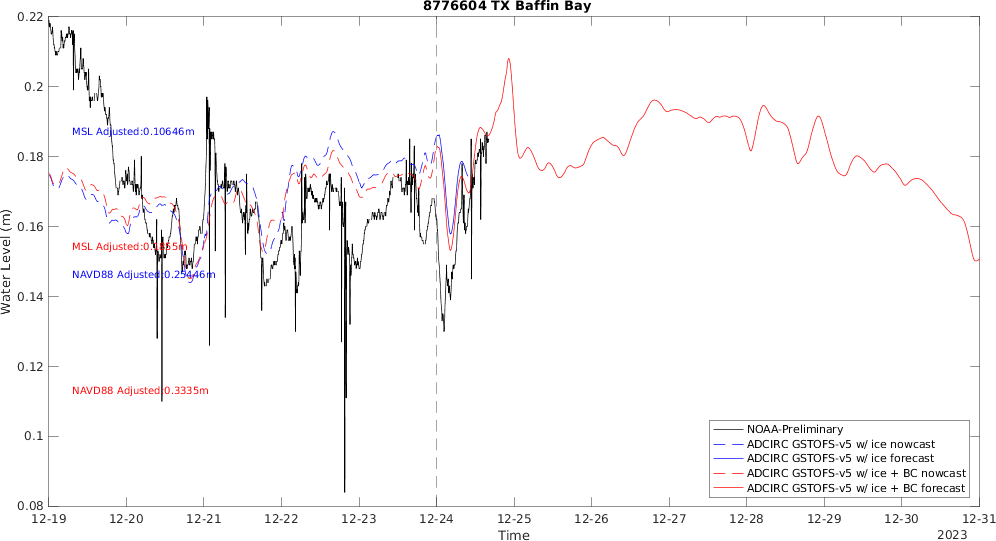 8776604 TX Baffin Bay
0.22
0.2
0.18
0.16
0.14
0.12
0.1
0.08
Water Level (m)
MSL Adjusted:0.10646m
NAVD88 Adjusted:0.25446m
NAVD88 Adjusted:0.3335m
NOAA-Preliminary
ADCIRC GSTOFS-v5 w/ ice nowcast
ADCIRC GSTOFS-v5 w/ ice forecast
ADCIRC GSTOFS-v5 w/ ice + BC nowcast
ADCIRC GSTOFS-v5 w/ ice + BC forecast
12-19 12-20 12-21 12-22 12-23 12-24 12-25 12-26 12-27 12-28 12-29 12-30 12-31
Time
2023